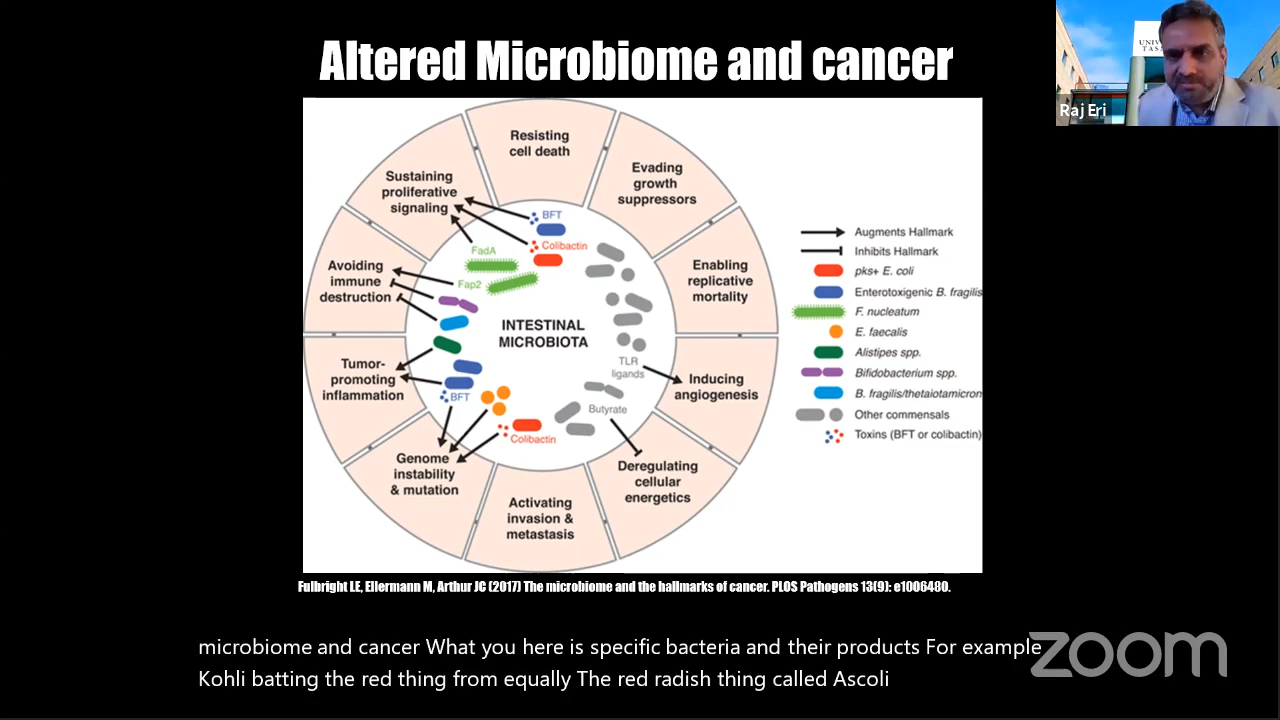 Altered Microbiome and cancer
Raj Eri
Resisting
cell death
Evading
growth
suppressors
Enabling
replicative
mortality
Inducing
angiogenesis
Deregulating
cellular
energetics
Activating
invasion &
metastasis
Genome
instability
& mutation
Tumor-
promoting
inflammation
Avoiding
immune
destruction
Sustaining
proliferative
signaling
BFT
Colibactin
FadA
Fap2
INTESTINAL
MICROBIOTA
TLR
ligands
Butyrate
BFT
Colibactin
Augments Hallmark
Inhibits Hallmark
pks+ E. coli
Enterotoxigenic B. fragilis
F. nucleatum
E. faecalis
Alistipes spp.
Bifidobacterium spp.
B. fragilis/thetaiotamicron
Other commensals
Toxins (BFT or colibactin)
Fulbright LE, Ellermann M, Arthur JC (2017) The microbiome and the hallmarks of cancer. PLOS Pathogens 13(9): e1006480.
microbiome and cancer What you here is specific bacteria and their products For example
Kohli batting the red thing from equally The red radish thing called Ascoli
zoom